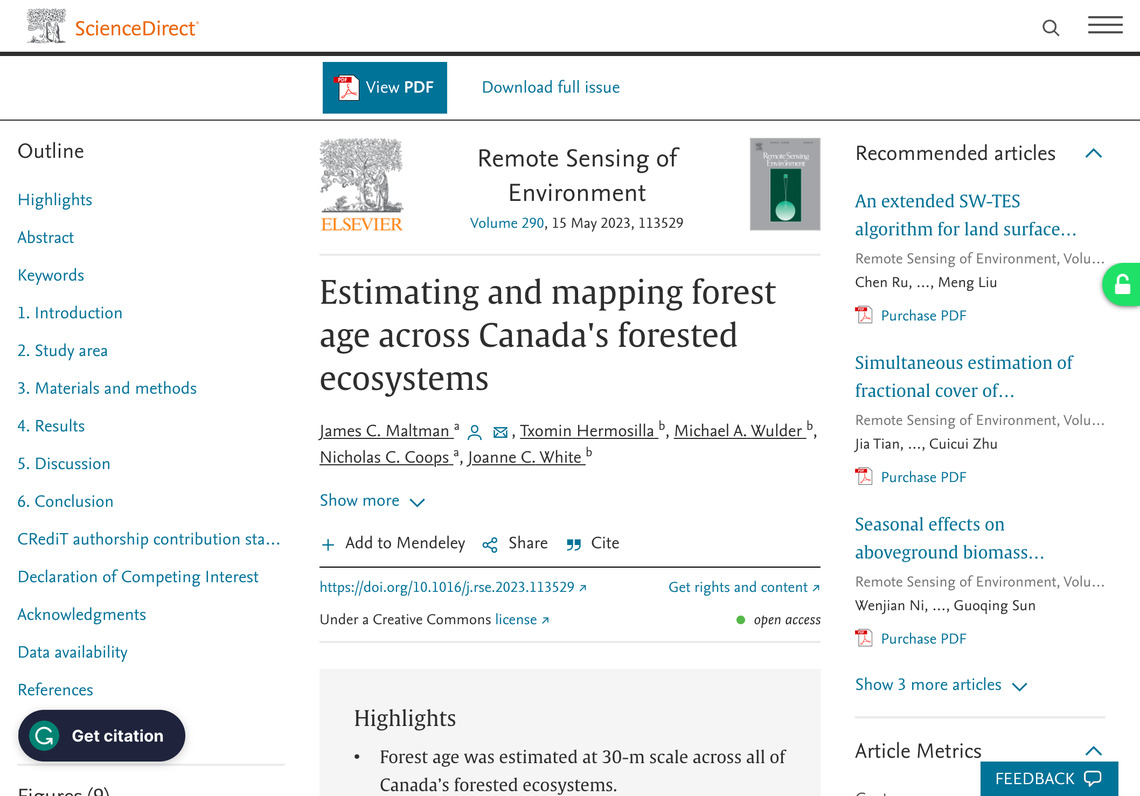 ScienceDirect
View PDF
Download full issue
Outline
Highlights
Abstract
Keywords
1. Introduction
2. Study area
3. Materials and methods
4. Results
5. Discussion
6. Conclusion
CRediT authorship contribution sta…
Declaration of Competing Interest
Acknowledgments
Data availability
References
Get citation
Figures (9)
ELSEVIER
Remote Sensing of
Environment
Volume 290, 15 May 2023, 113529
Remote Sensing
Environment
Estimating and mapping forest
age across Canada's forested
ecosystems
James C. Maltman a, Txomin Hermosilla b, Michael A. Wulder b,
Nicholas C. Coops a, Joanne C. White b
Show more
Add to Mendeley Share Cite
https://doi.org/10.1016/j.rse.2023.113529 ↗ Get rights and content ↗
Under a Creative Commons license ↗ open access
Highlights
• Forest age was estimated at 30-m scale across all of
Canada’s forested ecosystems.
Recommended articles
An extended SW-TES
algorithm for land surface…
Remote Sensing of Environment, Volu…
Chen Ru, …, Meng Liu
PDF Purchase PDF
Simultaneous estimation of
fractional cover of…
Remote Sensing of Environment, Volu…
Jia Tian, …, Cuicui Zhu
PDF Purchase PDF
Seasonal effects on
aboveground biomass…
Remote Sensing of Environment, Volu…
Wenjian Ni, …, Guoqing Sun
PDF Purchase PDF
Show 3 more articles
Article Metrics
FEEDBACK